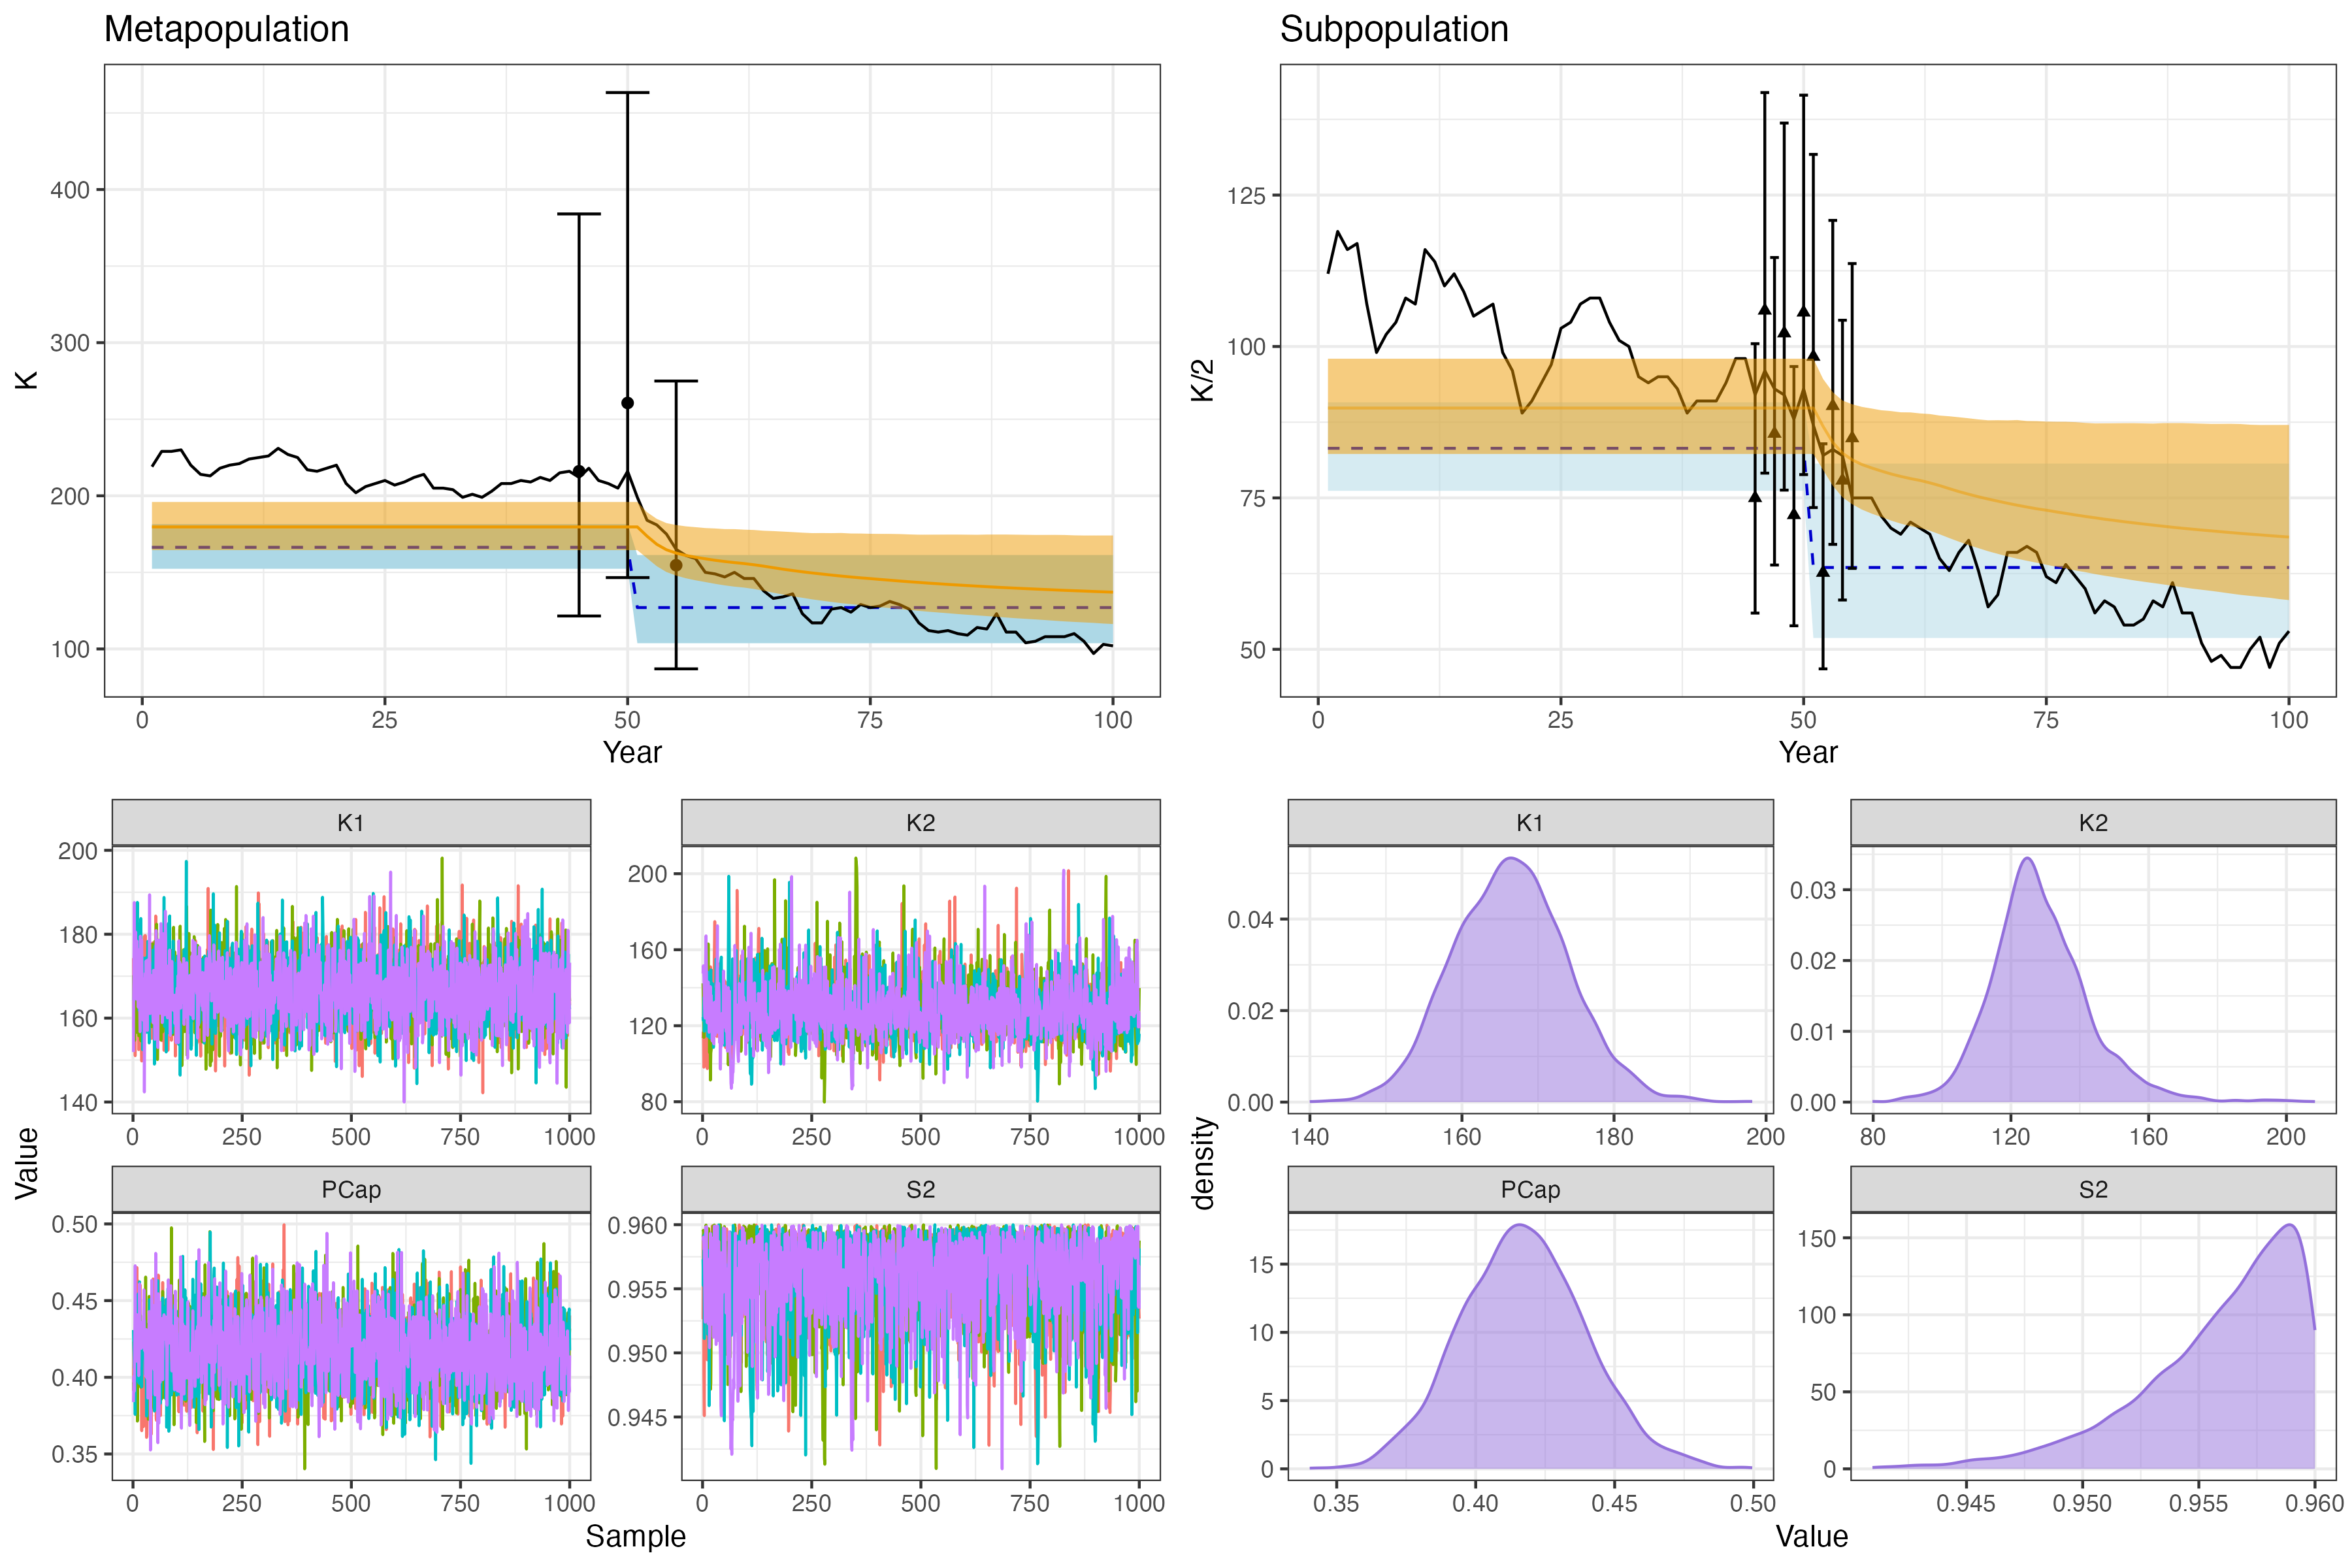 Metapopulation
Subpopulation
K
400
300
200
100
0 25 50 75 100
Year
K/2
125
100
75
50
0 25 50 75 100
Year
Value
K1
200
180
160
140
0 250 500 750 1000
K2
200
160
120
80
0 250 500 750 1000
PCap
0.50
0.45
0.40
0.35
0 250 500 750 1000
S2
0.960
0.955
0.950
0.945
0 250 500 750 1000
Sample
density
K1
0.04
0.02
0.00
140 160 180 200
K2
0.03
0.02
0.01
0.00
80 120 160 200
PCap
15
10
5
0
0.35 0.40 0.45 0.50
S2
150
100
50
0
0.945 0.950 0.955 0.960
Value